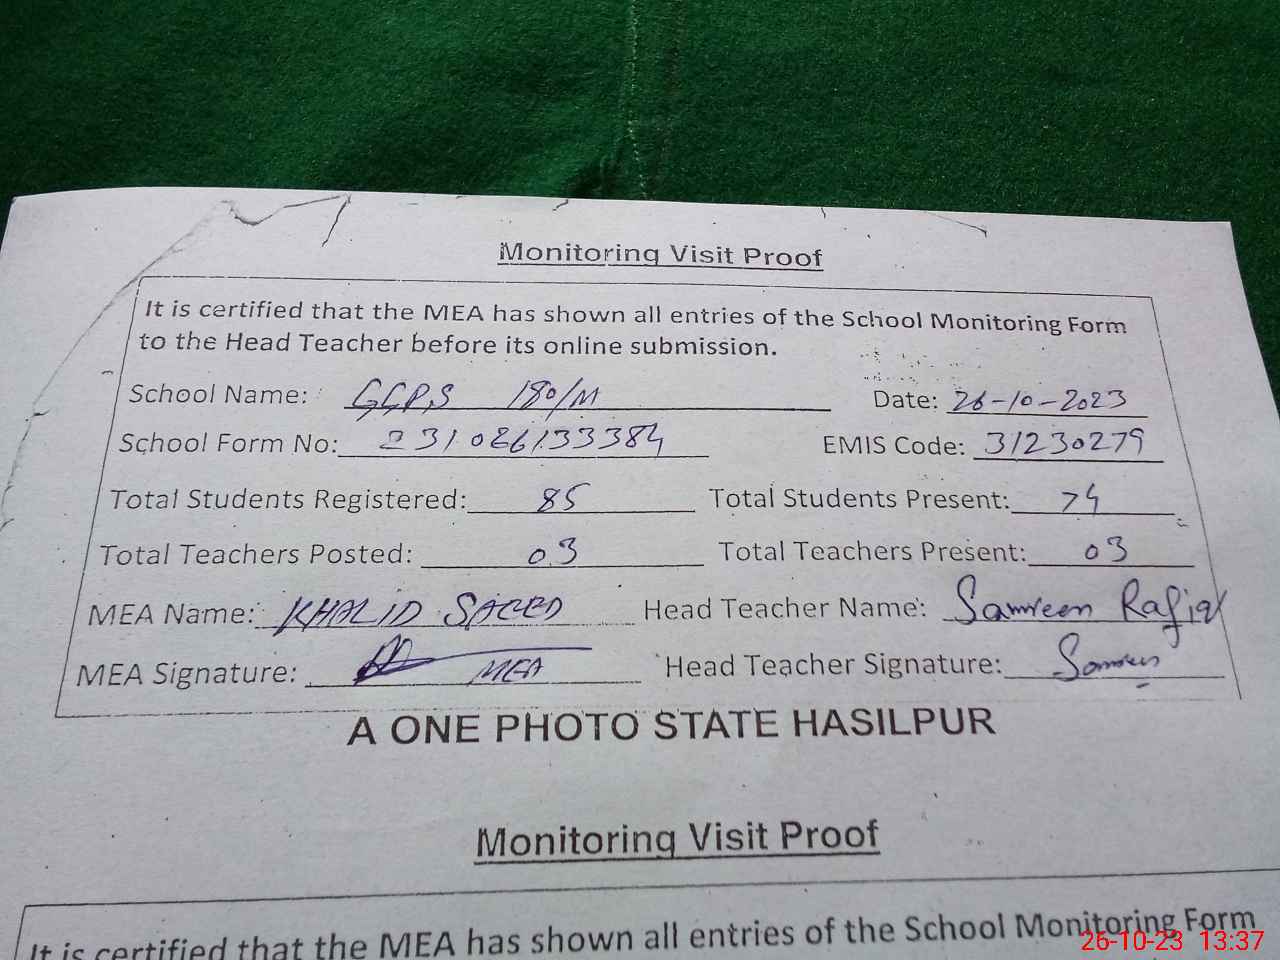 Monitoring Visit Proof
It is certified that the MEA has shown all entries of the School Monitoring Form
to the Head Teacher before its online submission.
School Name: GGPS 180/M Date: 26-10-2023
School Form No: 231026133384 EMIS Code: 31230279
Total Students Registered: 85 Total Students Present: 74
Total Teachers Posted: 03 Total Teachers Present: 03
MEA Name: KHALID SAEED Head Teacher Name: Samreen Rafiq
MEA Signature: MEA Head Teacher Signature: Samreen
A ONE PHOTO STATE HASILPUR
Monitoring Visit Proof
It is certified that the MEA has shown all entries of the School Monitoring Form
26-10-23 13:37